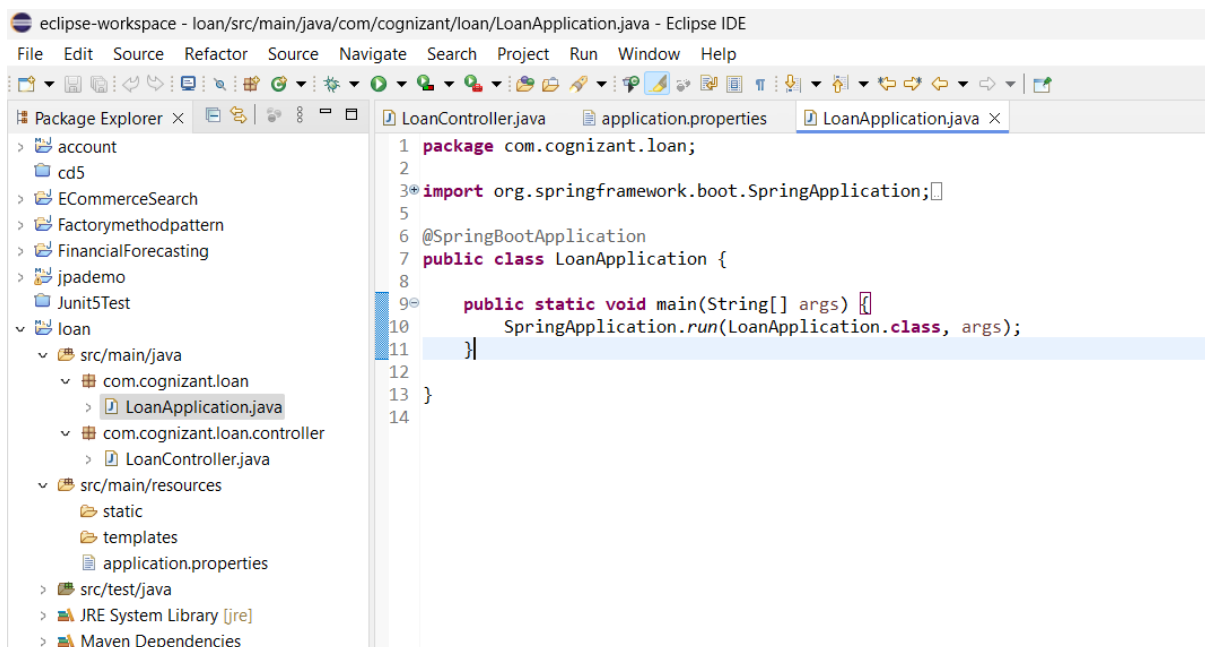 eclipse-workspace - loan/src/main/java/com/cognizant/loan/LoanApplication.java - Eclipse IDE
File Edit Source Refactor Source Navigate Search Project Run Window Help
Package Explorer
account
cd5
ECommerceSearch
Factorymethodpattern
FinancialForecasting
jpademo
Junit5Test
loan
src/main/java
com.cognizant.loan
LoanApplication.java
com.cognizant.loan.controller
LoanController.java
src/main/resources
static
templates
application.properties
src/test/java
JRE System Library [jre]
Maven Dependencies
LoanController.java application.properties LoanApplication.java
1 package com.cognizant.loan;
2
3 import org.springframework.boot.SpringApplication;
5
6 @SpringBootApplication
7 public class LoanApplication {
8
9 public static void main(String[] args) {
10 SpringApplication.run(LoanApplication.class, args);
11 }
12
13 }
14